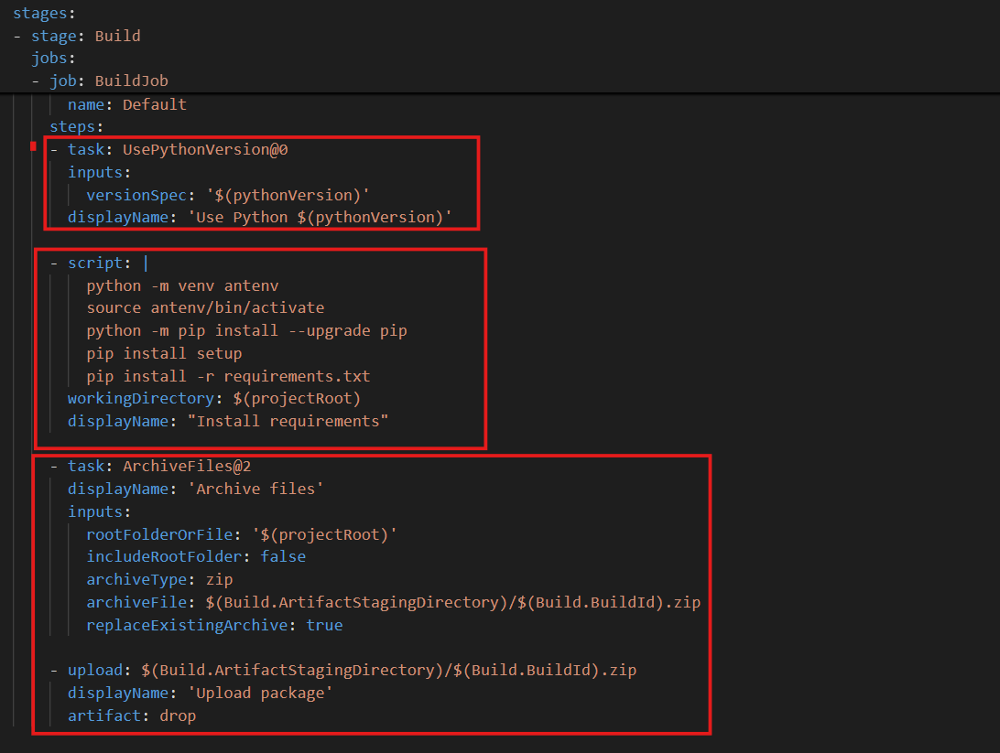 stages:
- stage: Build
  jobs:
  - job: BuildJob
      name: Default
    steps:
    - task: UsePythonVersion@0
      inputs:
        versionSpec: '$(pythonVersion)'
      displayName: 'Use Python $(pythonVersion)'
    - script: |
        python -m venv antenv
        source antenv/bin/activate
        python -m pip install --upgrade pip
        pip install setup
        pip install -r requirements.txt
      workingDirectory: $(projectRoot)
      displayName: "Install requirements"
    - task: ArchiveFiles@2
      displayName: 'Archive files'
      inputs:
        rootFolderOrFile: '$(projectRoot)'
        includeRootFolder: false
        archiveType: zip
        archiveFile: $(Build.ArtifactStagingDirectory)/$(Build.BuildId).zip
        replaceExistingArchive: true
    - upload: $(Build.ArtifactStagingDirectory)/$(Build.BuildId).zip
      displayName: 'Upload package'
      artifact: drop